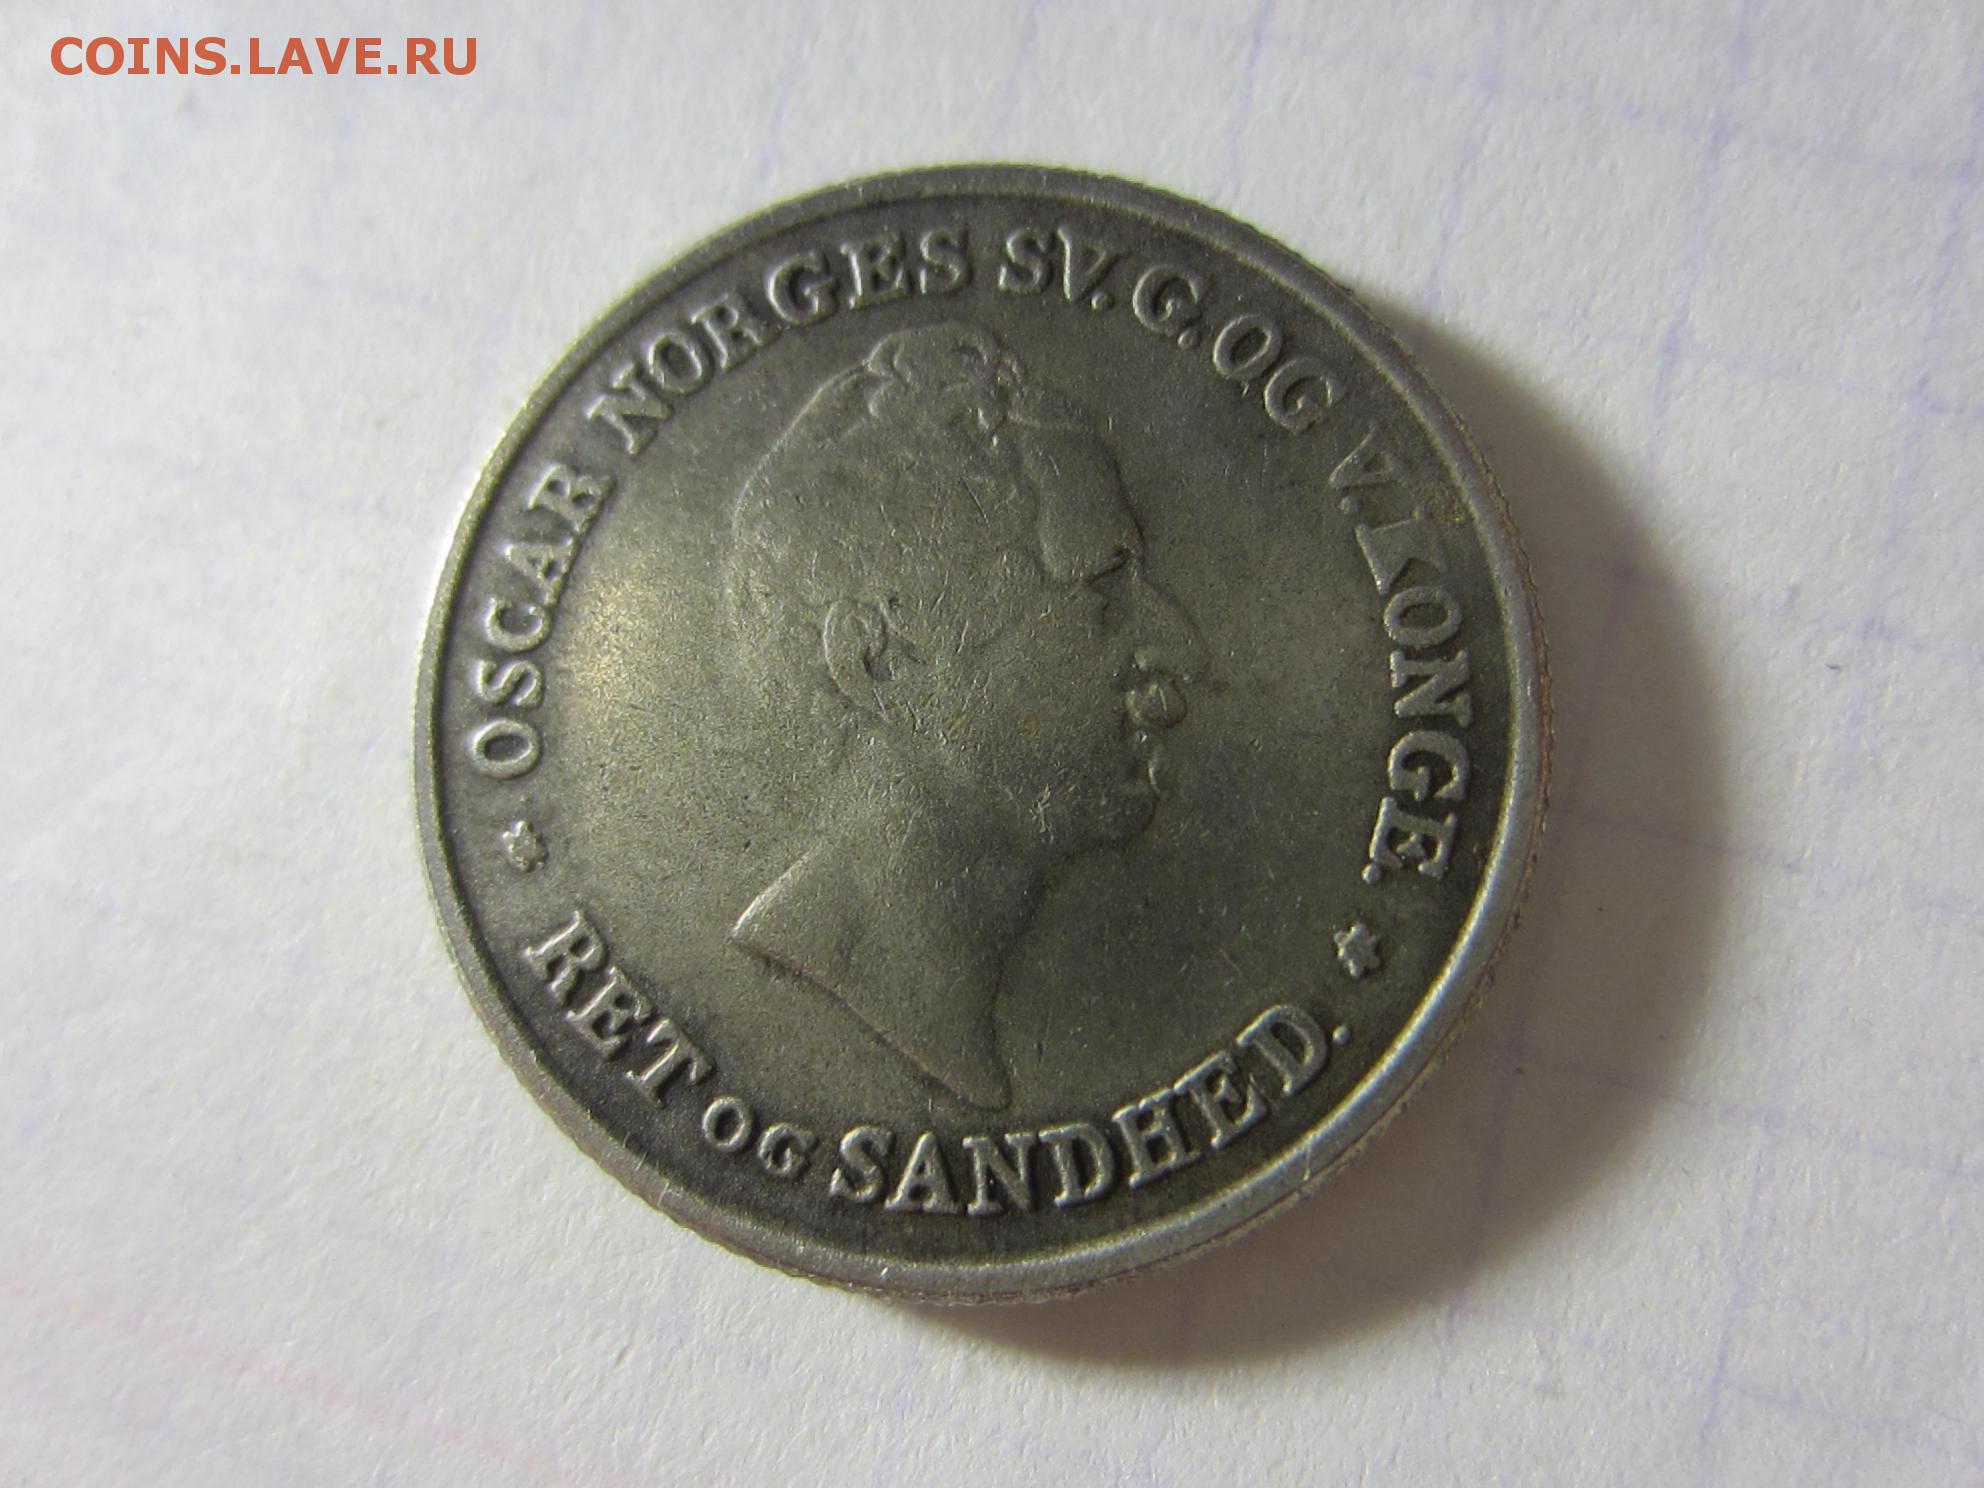 COINS.LAVE.RU
OSCAR NORGES SV. G. OG V. KONGE.
RET OG SANDHED.